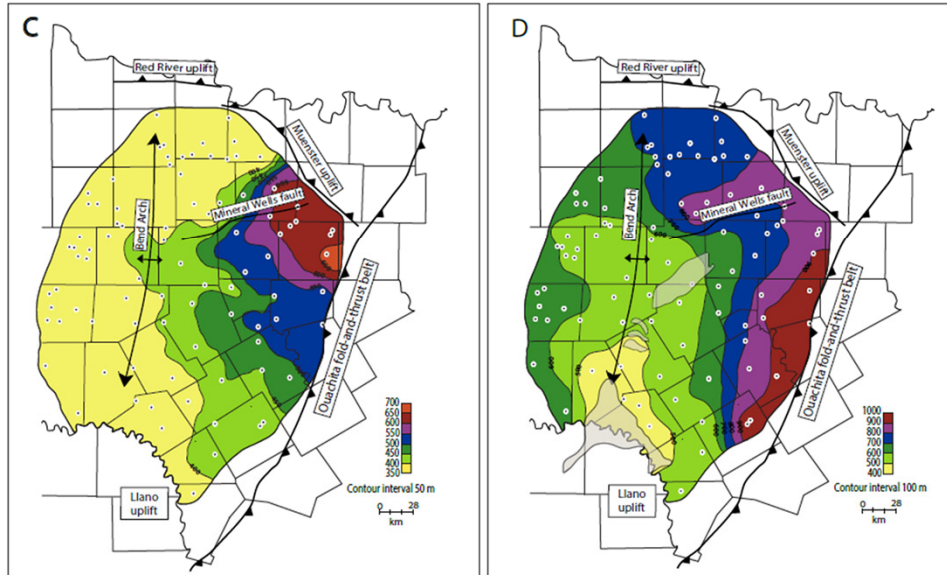 C
Red River uplift
Muenster uplift
Mineral Wells fault
Bend Arch
Ouachita fold-and-thrust belt
400
700
650
600
550
500
450
400
350
Contour interval 50 m
0 28
km
Llano
uplift
D
Red River uplift
Muenster uplift
Mineral Wells fault
Bend Arch
Ouachita fold-and-thrust belt
600
1000
900
800
700
600
500
400
Contour interval 100 m
0 28
km
Llano
uplift